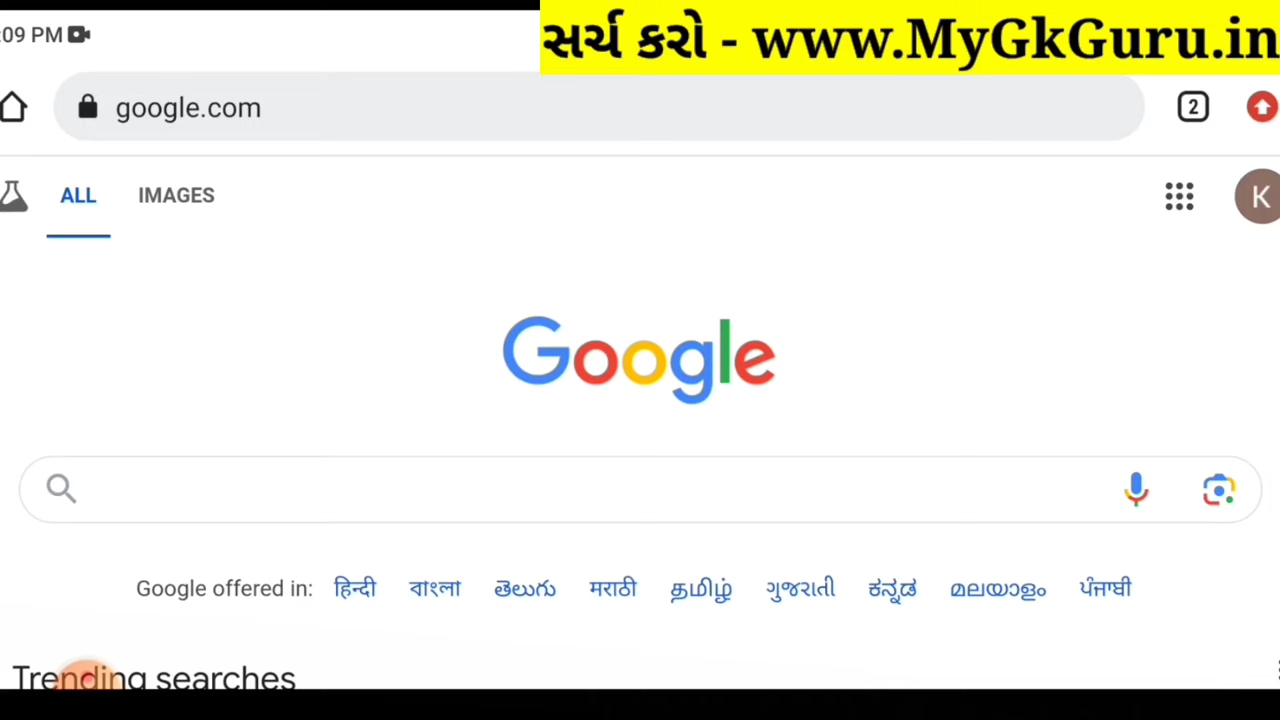 :09 PM
સર્ચ કરો - www.MyGkGuru.in
google.com
2
ALL IMAGES
K
Google
Google offered in: हिन्दी বাংলা తెలుగు मराठी தமிழ் ગુજરાતી ಕನ್ನಡ മലയാളം ਪੰਜਾਬੀ
Trending searches